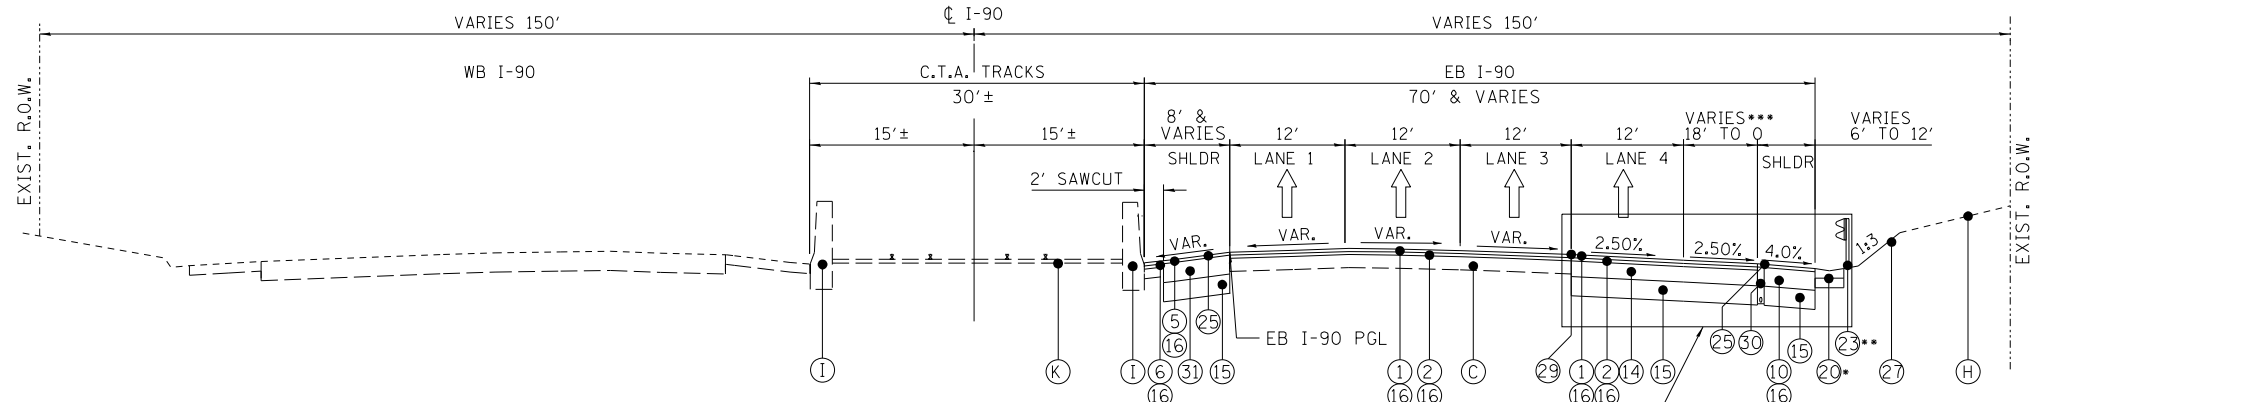 ℄ I-90
VARIES 150'
VARIES 150'
EXIST. R.O.W.
WB I-90
C.T.A. TRACKS
EB I-90
30'±
70' & VARIES
15'±
15'±
8' &
VARIES
SHLDR
12'
LANE 1
12'
LANE 2
12'
LANE 3
12'
LANE 4
VARIES***
18' TO 0
SHLDR
VARIES
6' TO 12'
EXIST. R.O.W.
2' SAWCUT
VAR.
VAR.
VAR.
VAR.
2.50%
2.50%
4.0%
1:3
EB I-90 PGL
5
16
25
25
30
15
23**
I
K
I
6
16
31
15
1
16
2
16
C
29
1
16
2
16
14
15
10
16
20*
27
H